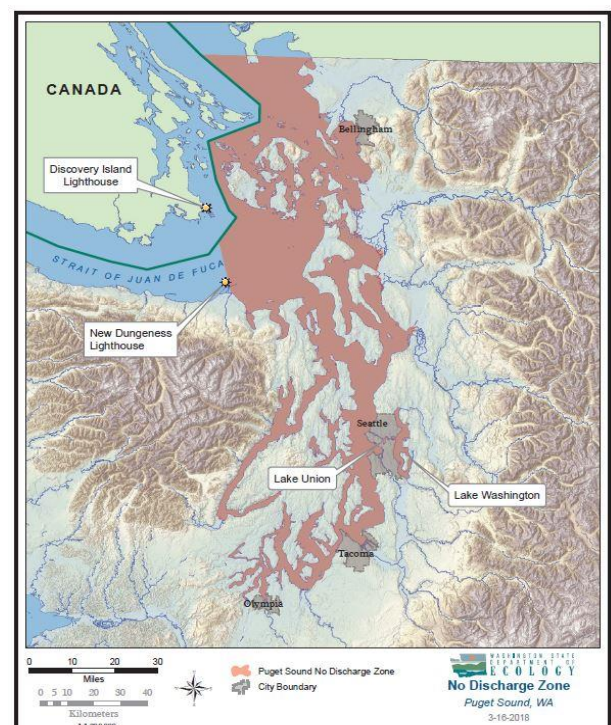 CANADA
Bellingham
Discovery Island
Lighthouse
STRAIT OF JUAN DE FUCA
New Dungeness
Lighthouse
Seattle
Lake Union
Lake Washington
Tacoma
Olympia
0 10 20 30
Miles
0 5 10 20 30 40
Kilometers
Puget Sound No Discharge Zone
City Boundary
WASHINGTON STATE
DEPARTMENT OF
ECOLOGY
No Discharge Zone
Puget Sound, WA
3-16-2018